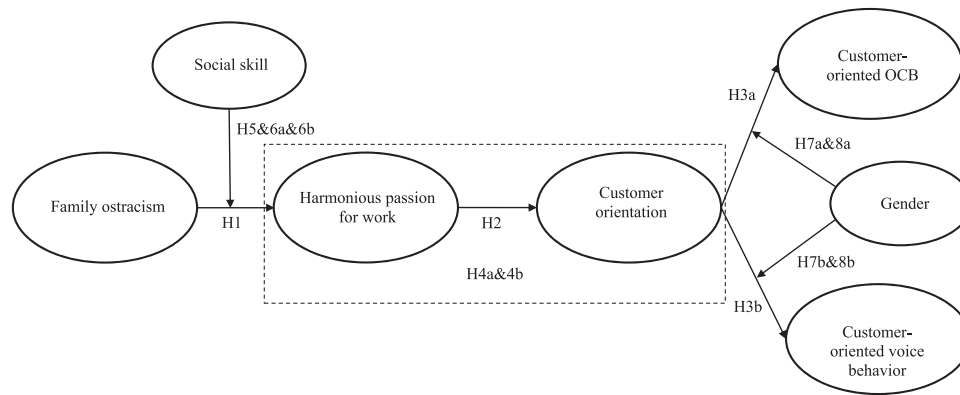 Social skill
Customer-
oriented OCB
H3a
H5&6a&6b
H7a&8a
Family ostracism
H1
Harmonious passion
for work
H2
Customer
orientation
Gender
H4a&4b
H7b&8b
H3b
Customer-
oriented voice
behavior